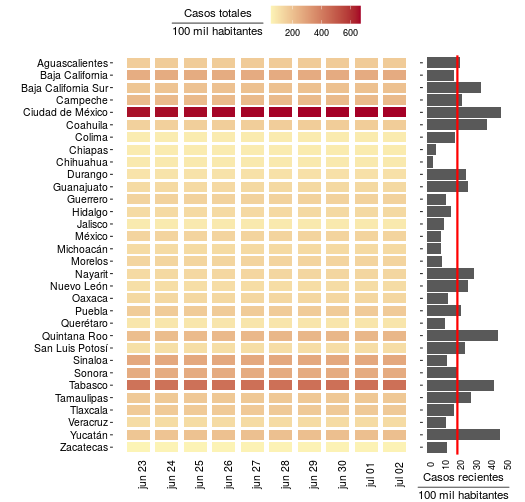 Casos totales
100 mil habitantes
200 400 600
Aguascalientes
Baja California
Baja California Sur
Campeche
Ciudad de México
Coahuila
Colima
Chiapas
Chihuahua
Durango
Guanajuato
Guerrero
Hidalgo
Jalisco
México
Michoacán
Morelos
Nayarit
Nuevo León
Oaxaca
Puebla
Querétaro
Quintana Roo
San Luis Potosí
Sinaloa
Sonora
Tabasco
Tamaulipas
Tlaxcala
Veracruz
Yucatán
Zacatecas
jun 23 jun 24 jun 25 jun 26 jun 27 jun 28 jun 29 jun 30 jul 01 jul 02
0 10 20 30 40 50
Casos recientes
100 mil habitantes